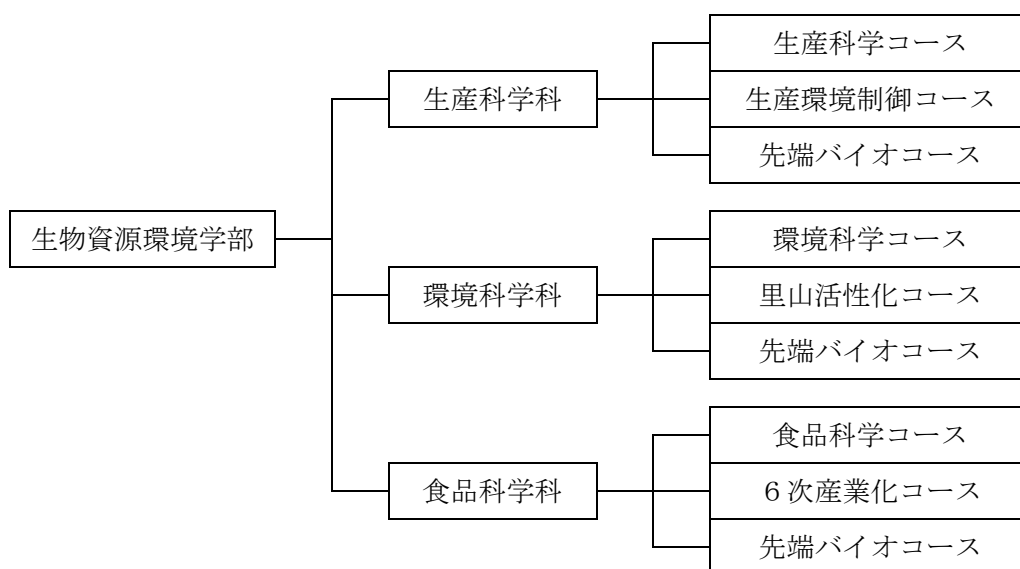 生物資源環境学部
生産科学科
生産科学コース
生産環境制御コース
先端バイオコース
環境科学科
環境科学コース
里山活性化コース
先端バイオコース
食品科学科
食品科学コース
６次産業化コース
先端バイオコース